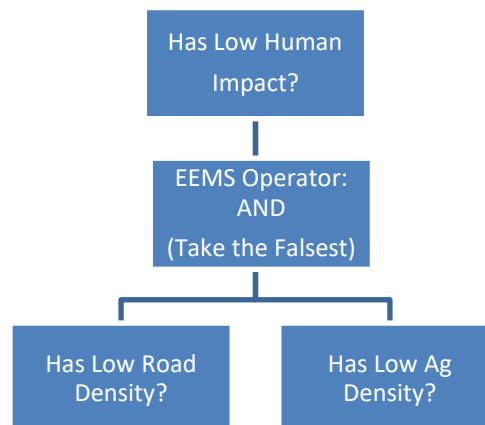 Has Low Human
Impact?
EEMS Operator:
AND
(Take the Falsest)
Has Low Road
Density?
Has Low Ag
Density?